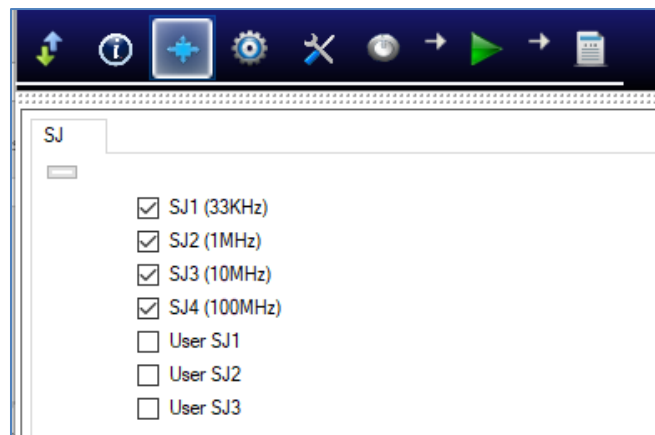 SJ
SJ1 (33KHz)
SJ2 (1MHz)
SJ3 (10MHz)
SJ4 (100MHz)
User SJ1
User SJ2
User SJ3